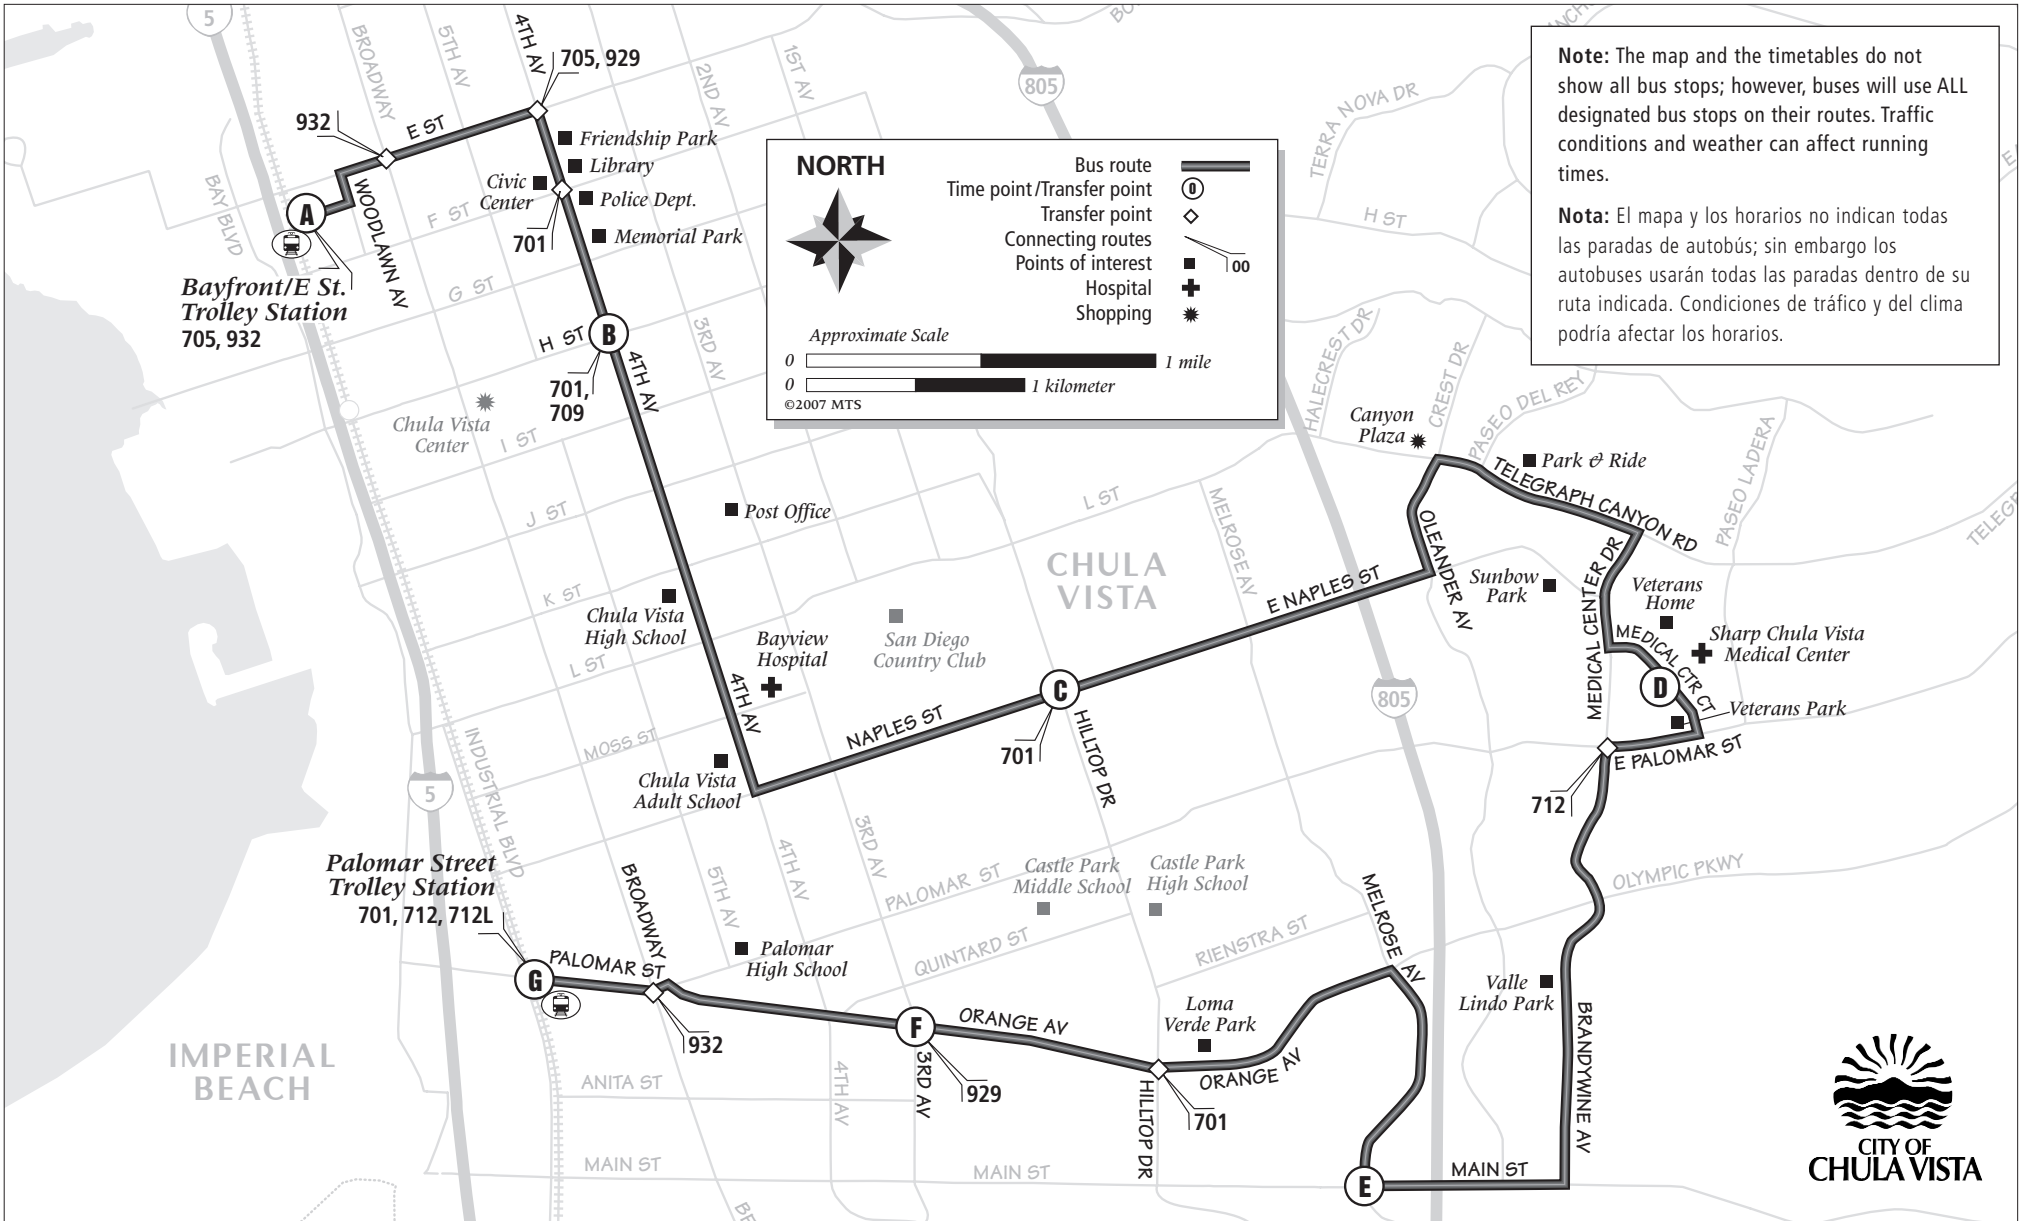 5
BROADWAY
5TH AV
4TH AV
705, 929
2ND AV
1ST AV
805
TERRA NOVA DR
H ST
932
E ST
Friendship Park
Library
Civic
Center
Police Dept.
701
Memorial Park
A
WOODLAWN AV
BAY BLVD
F ST
G ST
Bayfront/E St.
Trolley Station
705, 932
H ST
B
4TH AV
3RD AV
701,
709
Chula Vista
Center
I ST
J ST
Post Office
K ST
Chula Vista
High School
L ST
Bayview
Hospital
San Diego
Country Club
4TH AV
MOSS ST
Chula Vista
Adult School
NORTH
Bus route
Time point/Transfer point
0
Transfer point
Connecting routes
00
Points of interest
Hospital
Shopping
Approximate Scale
0
1 mile
0
1 kilometer
©2007 MTS
Note: The map and the timetables do not
show all bus stops; however, buses will use ALL
designated bus stops on their routes. Traffic
conditions and weather can affect running
times.
Nota: El mapa y los horarios no indican todas
las paradas de autobús; sin embargo los
autobuses usarán todas las paradas dentro de su
ruta indicada. Condiciones de tráfico y del clima
podría afectar los horarios.
HALECREST DR
CREST DR
PASEO DEL REY
PASEO LADERA
Canyon
Plaza
Park & Ride
TELEGRAPH CANYON RD
L ST
MELROSE AV
CHULA
VISTA
OLEANDER AV
E NAPLES ST
Sunbow
Park
MEDICAL CENTER DR
Veterans
Home
MEDICAL CTR CT
Sharp Chula Vista
Medical Center
D
Veterans Park
E PALOMAR ST
712
805
C
NAPLES ST
701
HILLTOP DR
INDUSTRIAL BLVD
5
Palomar Street
Trolley Station
701, 712, 712L
G
PALOMAR ST
BROADWAY
5TH AV
4TH AV
3RD AV
PALOMAR ST
Palomar
High School
Castle Park
Middle School
Castle Park
High School
QUINTARD ST
RIENSTRA ST
MELROSE AV
OLYMPIC PKWY
932
F
ORANGE AV
929
3RD AV
4TH AV
Loma
Verde Park
ORANGE AV
701
HILLTOP DR
Valle
Lindo Park
BRANDYWINE AV
IMPERIAL
BEACH
ANITA ST
MAIN ST
MAIN ST
E
MAIN ST
CITY OF
CHULA VISTA